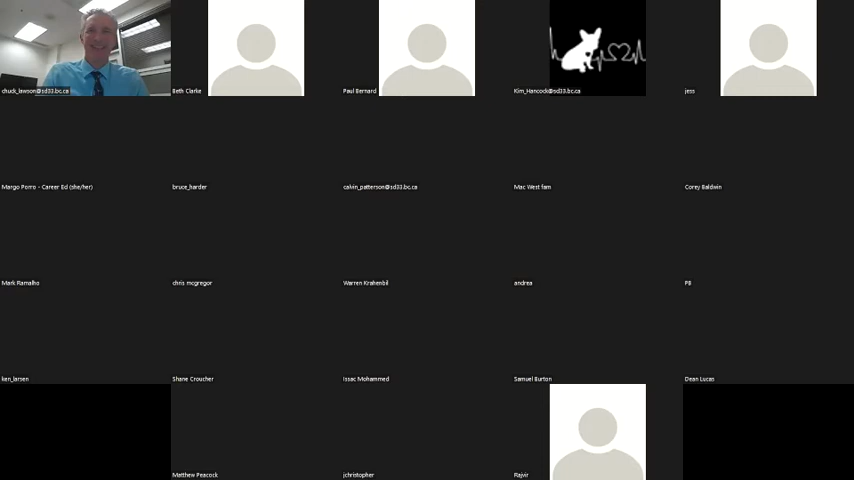 chuck_lawson@sd33.bc.ca
Beth Clarke
Paul Bernard
Kim_Hancock@sd33.bc.ca
jess
Margo Porro - Career Ed (she/her)
bruce_harder
calvin_patterson@sd33.bc.ca
Mac West fam
Corey Baldwin
Mark Ramalho
chris mcgregor
Warren Krahenbil
andrea
PB
ken_larsen
Shane Croucher
Issac Mohammed
Samuel Burton
Dean Lucas
Matthew Peacock
jchristopher
Rajvir